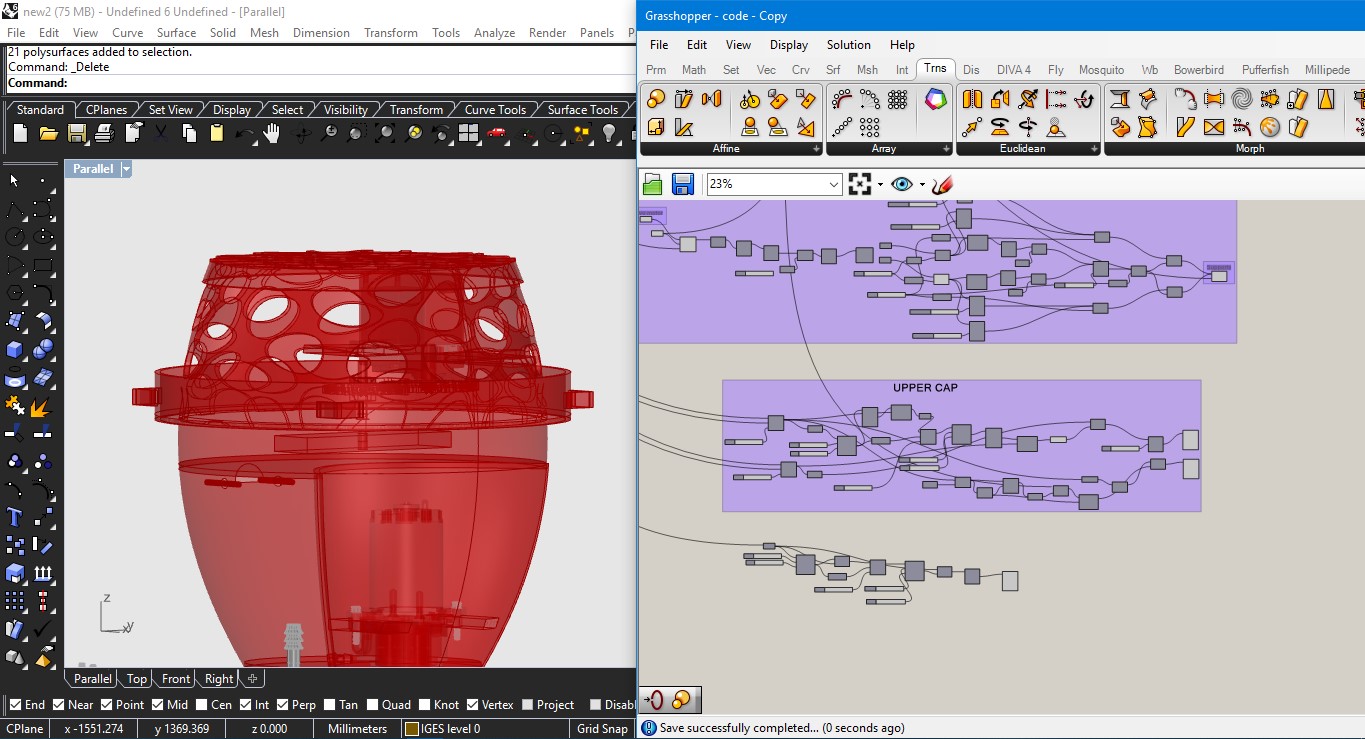 new2 (75 MB) - Undefined 6 Undefined - [Parallel]
File Edit View Curve Surface Solid Mesh Dimension Transform Tools Analyze Render Panels P
21 polysurfaces added to selection.
Command: _Delete
Command:
Standard CPlanes Set View Display Select Visibility Transform Curve Tools Surface Tools
Parallel
z
y
Parallel Top Front Right
End Near Point Mid Cen Int Perp Tan Quad Knot Vertex Project Disabl
CPlane x -1551.274 y 1369.369 z 0.000 Millimeters IGES level 0 Grid Snap
Grasshopper - code - Copy
File Edit View Display Solution Help
Prm Math Set Vec Crv Srf Msh Int Trns Dis DIVA 4 Fly Mosquito Wb Bowerbird Pufferfish Millipede
Affine Array Euclidean Morph
23%
UPPER CAP
Save successfully completed... (0 seconds ago)